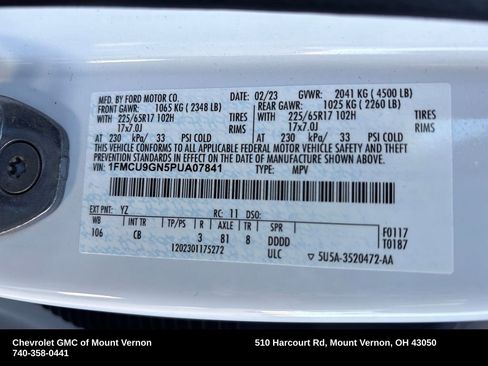 MFD. BY FORD MOTOR CO. 02/23 GVWR: 2041 KG ( 4500 LB)
FRONT GAWR: 1065 KG ( 2348 LB) REAR GAWR: 1025 KG ( 2260 LB)
WITH 225/65R17 102H TIRES WITH 225/65R17 102H TIRES
17x7.0J RIMS 17x7.0J RIMS
AT 230 kPa/ 33 PSI COLD AT 230 kPa/ 33 PSI COLD
THIS VEHICLE CONFORMS TO ALL APPLICABLE FEDERAL MOTOR VEHICLE SAFETY AND THEFT
PREVENTION STANDARDS IN EFFECT ON THE DATE OF MANUFACTURE SHOWN ABOVE.
VIN: 1FMCU9GN5PUA07841 TYPE: MPV
EXT PNT: YZ RC: 11 DSO: F0117
WB INT TR TP/PS R AXLE TR SPR T0187
106 CB 3 81 8 DDDD
1202301175272 ULC ▽ 5U5A-3520472-AA
Chevrolet GMC of Mount Vernon 510 Harcourt Rd, Mount Vernon, OH 43050
740-358-0441